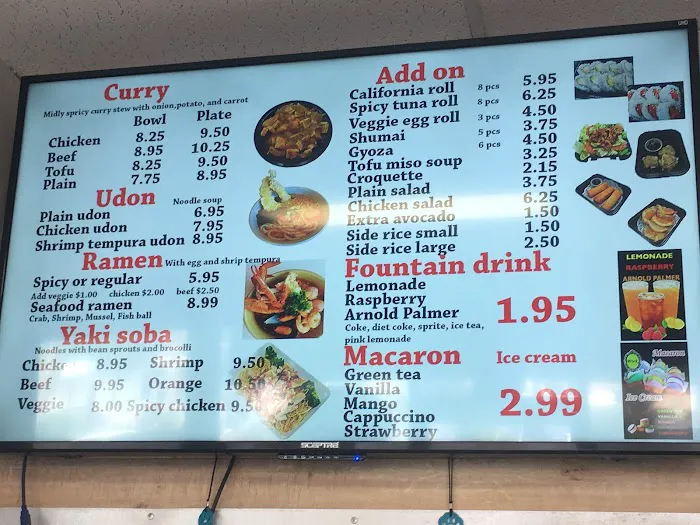 Curry
Midly spricy curry stew with onion,potato, and carrot
Bowl Plate
Chicken 8.25 9.50
Beef 8.95 10.25
Tofu 8.25 9.50
Plain 7.75 8.95
Udon Noodle soup
Plain udon 6.95
Chicken udon 7.95
Shrimp tempura udon 8.95
Ramen With egg and shrip tempura
Spicy or regular 5.95
Add veggie $1.00 chicken $2.00 beef $2.50
Seafood ramen 8.99
Crab, Shrimp, Mussel, Fish ball
Yaki soba
Noodles with bean sprouts and brocolli
Chicken 8.95 Shrimp 9.50
Beef 9.95 Orange 10.50
Veggie 8.00 Spicy chicken 9.50
Add on
California roll 8 pcs 5.95
Spicy tuna roll 8 pcs 6.25
Veggie egg roll 3 pcs 4.50
Shumai 5 pcs 3.75
Gyoza 6 pcs 4.50
Tofu miso soup 3.25
Croquette 2.15
Plain salad 3.75
Chicken salad 6.25
Extra avocado 1.50
Side rice small 1.50
Side rice large 2.50
Fountain drink
Lemonade
Raspberry
Arnold Palmer
1.95
Coke, diet coke, sprite, ice tea,
pink lemonade
Macaron Ice cream
Green tea
Vanilla
Mango
Cappuccino
Strawberry
2.99
LEMONADE
RASPBERRY
ARNOLD PALMER
Macaron
Ice Cream
SCEPTRE